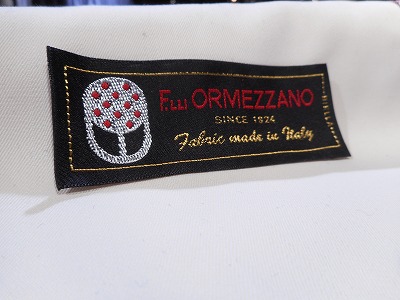 F.LLI ORMEZZANO
SINCE 1924
Fabric made in Italy